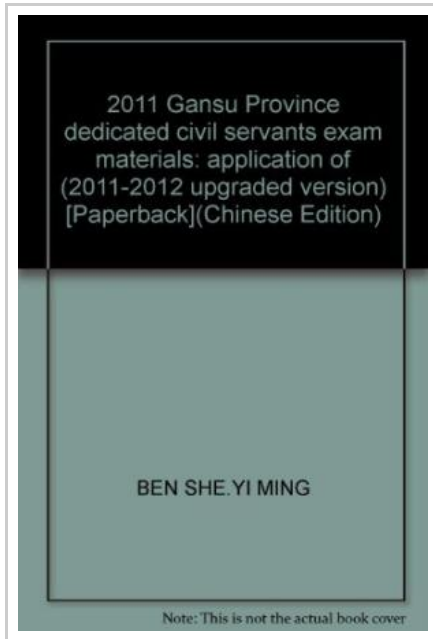 2011 Gansu Province
dedicated civil servants exam
materials: application of
(2011-2012 upgraded version)
[Paperback](Chinese Edition)
BEN SHE.YI MING
Note: This is not the actual book cover